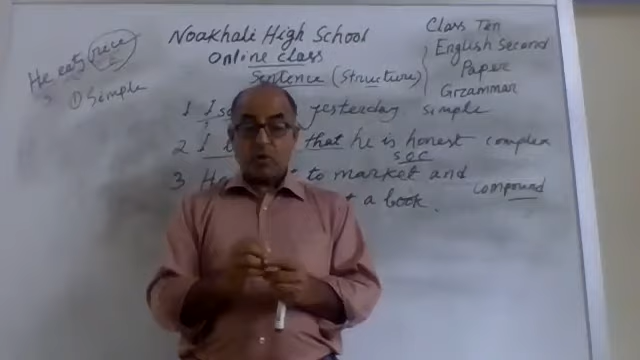 Noakhali High School
Online class
Sentence (Structure)
Class Ten
English Second
Paper
Grammar
He eats rice
① Simple
1 I yesterday simple
2 I that he is honest complex
3 to market and
a book.
compound